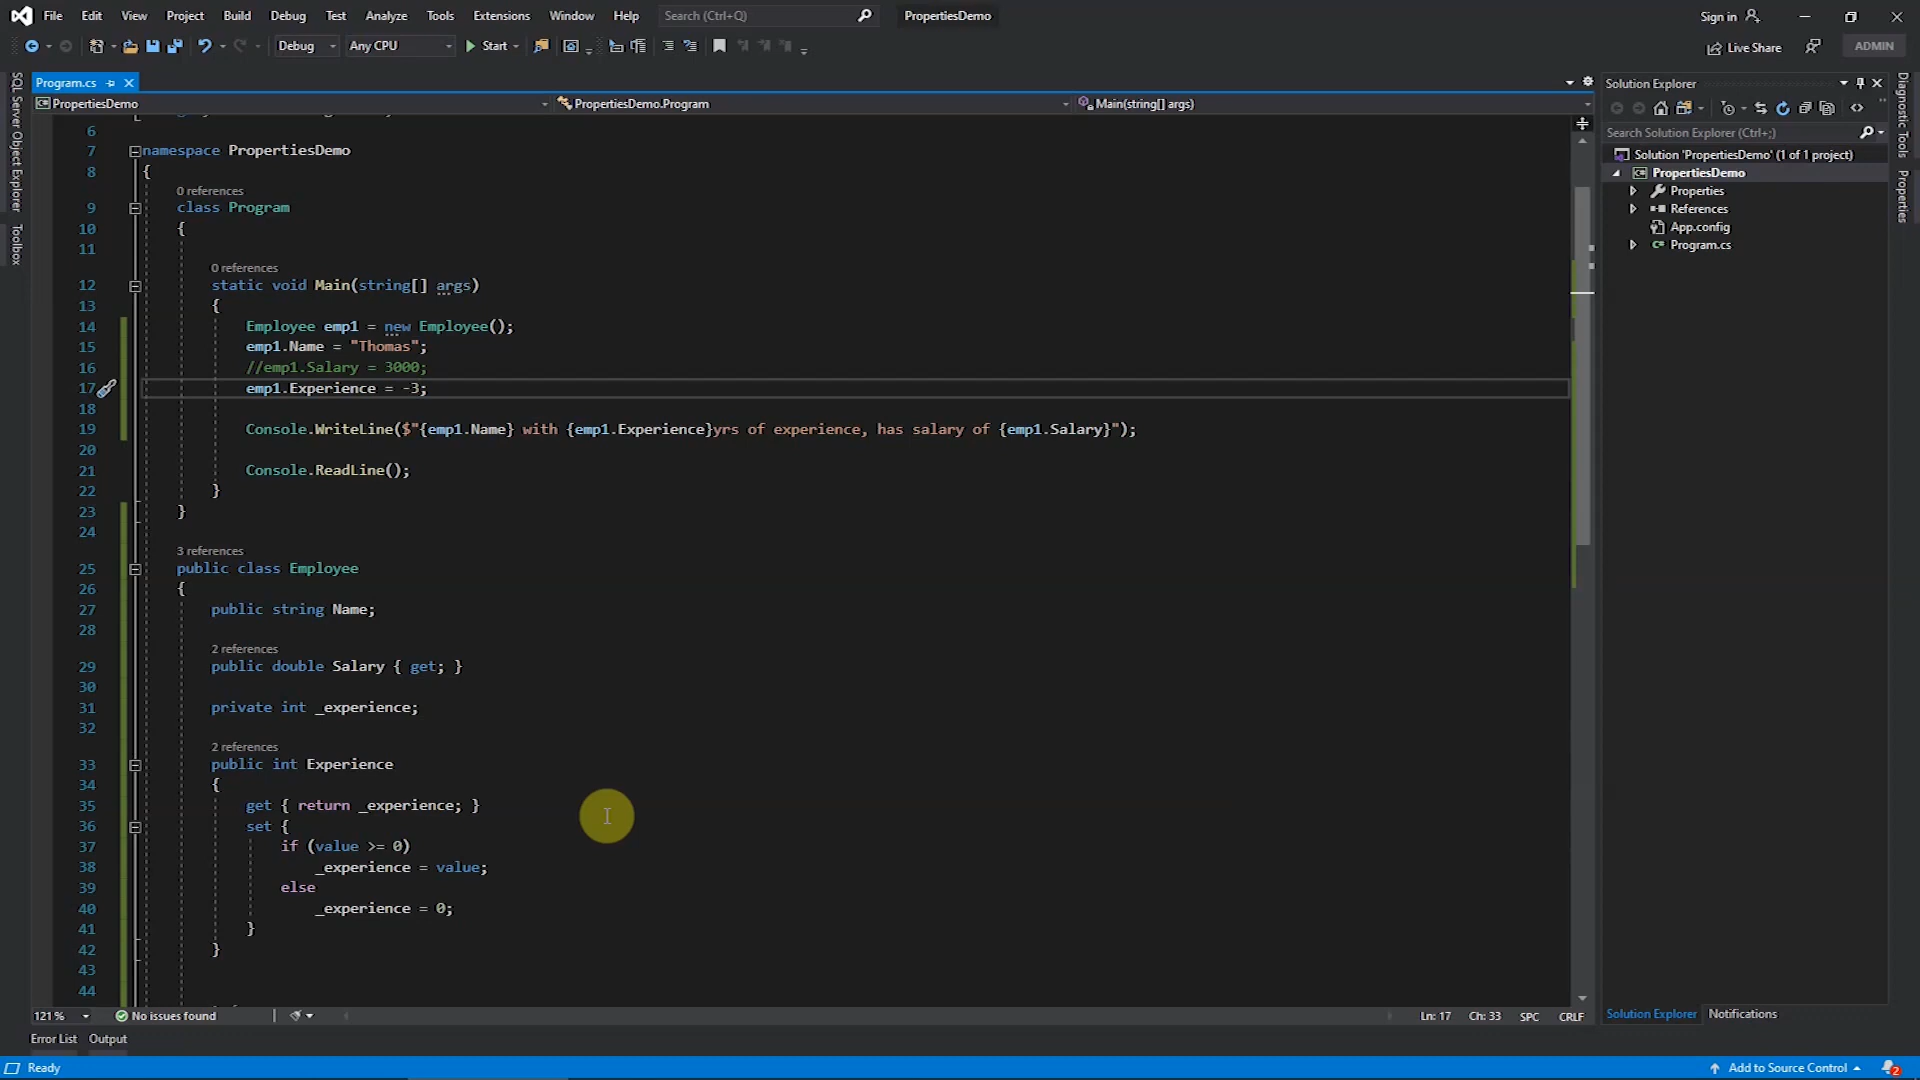 File Edit View Project Build Debug Test Analyze Tools Extensions Window Help Search (Ctrl+Q) PropertiesDemo Sign in
Debug Any CPU Start Live Share ADMIN
Program.cs
PropertiesDemo PropertiesDemo.Program Main(string[] args)
6
7 namespace PropertiesDemo
8 {
0 references
9 class Program
10 {
11
0 references
12 static void Main(string[] args)
13 {
14 Employee emp1 = new Employee();
15 emp1.Name = "Thomas";
16 //emp1.Salary = 3000;
17 emp1.Experience = -3;
18
19 Console.WriteLine($"{emp1.Name} with {emp1.Experience}yrs of experience, has salary of {emp1.Salary}");
20
21 Console.ReadLine();
22 }
23 }
24
3 references
25 public class Employee
26 {
27 public string Name;
28
2 references
29 public double Salary { get; }
30
31 private int _experience;
32
2 references
33 public int Experience
34 {
35 get { return _experience; }
36 set {
37 if (value >= 0)
38 _experience = value;
39 else
40 _experience = 0;
41 }
42 }
43
44
121 % No issues found Ln: 17 Ch: 33 SPC CRLF
Error List Output
Ready Add to Source Control 2
SQL Server Object Explorer
Toolbox
Solution Explorer
Search Solution Explorer (Ctrl+;)
Solution 'PropertiesDemo' (1 of 1 project)
PropertiesDemo
Properties
References
App.config
Program.cs
Solution Explorer Notifications
Diagnostic Tools
Properties